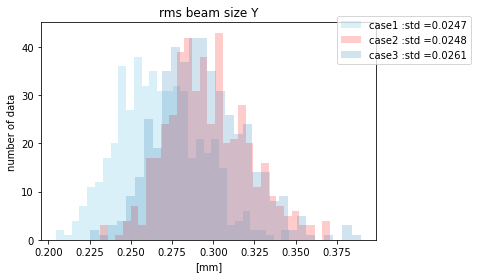 rms beam size Y
case1 :std =0.0247
case2 :std =0.0248
case3 :std =0.0261
number of data
40
30
20
10
0
0.200 0.225 0.250 0.275 0.300 0.325 0.350 0.375
[mm]